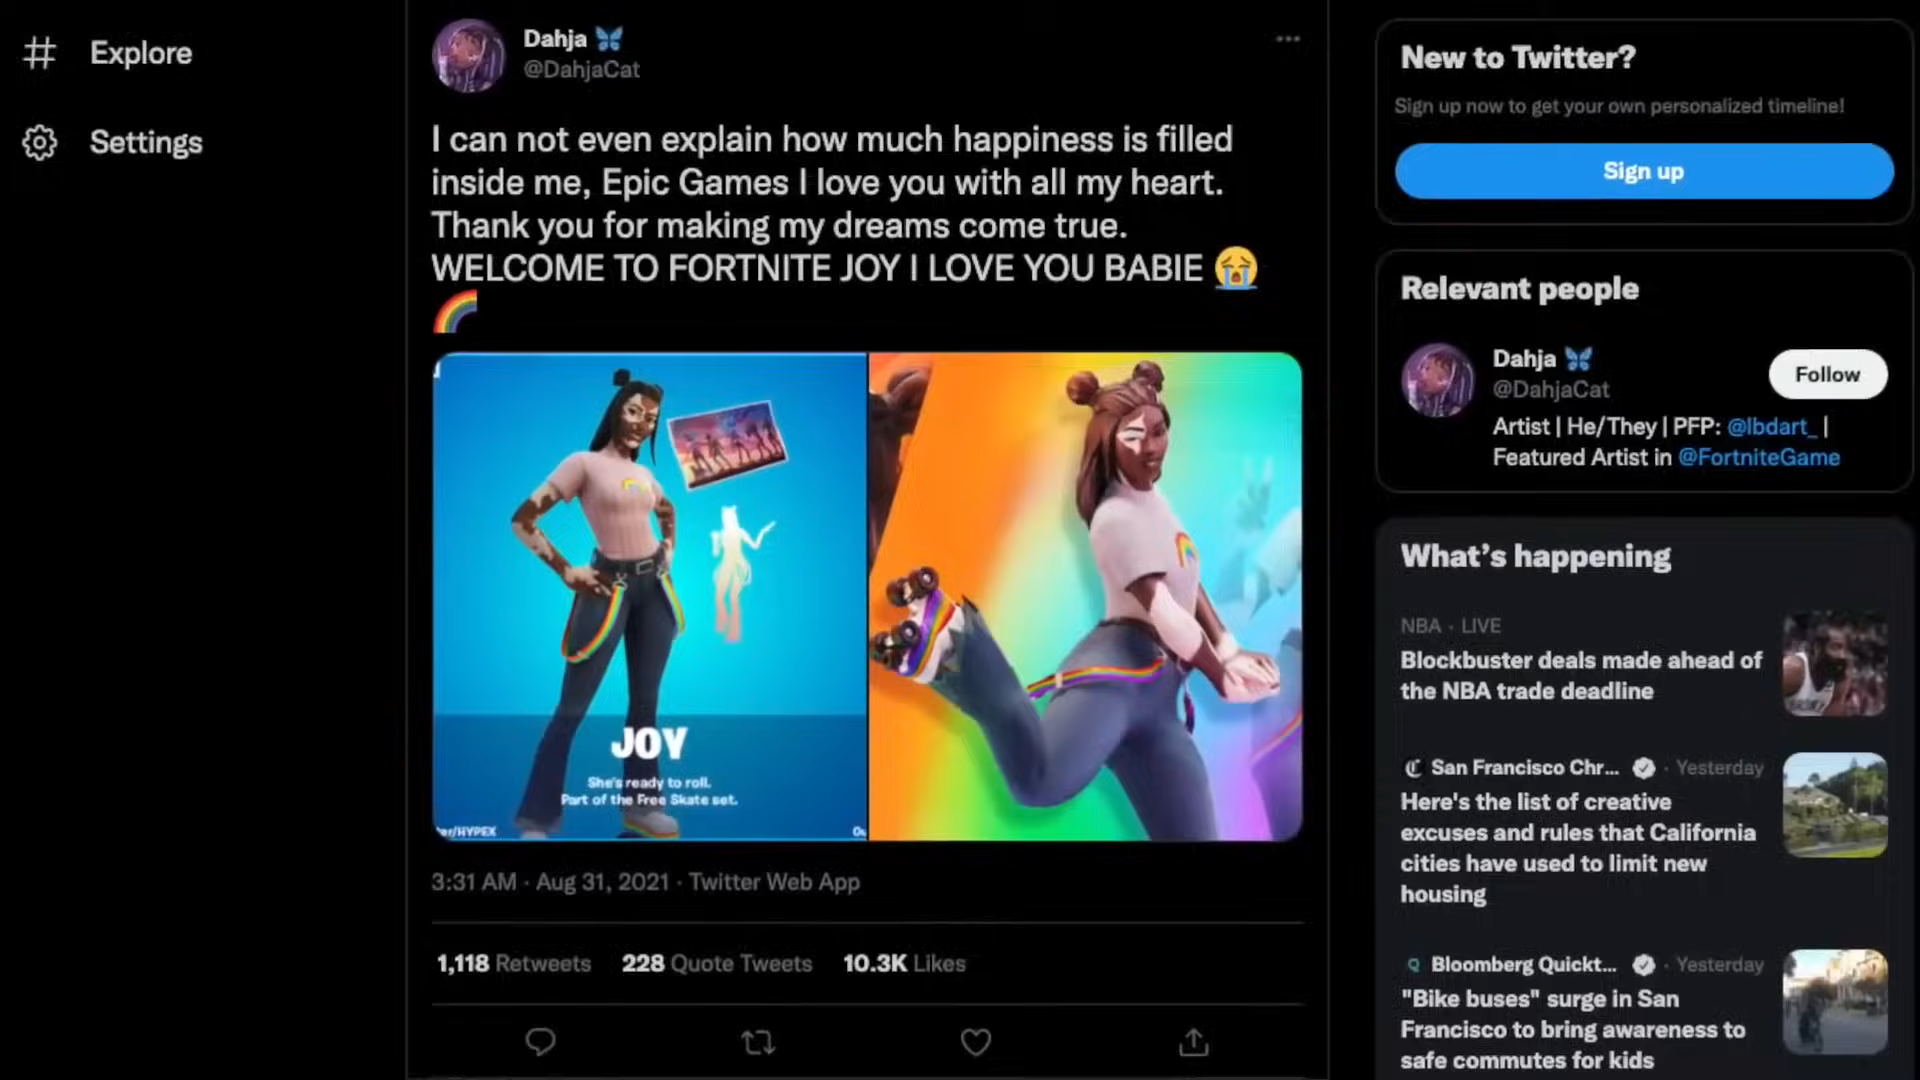 Explore
Settings
Dahja 🦋
@DahjaCat
I can not even explain how much happiness is filled
inside me, Epic Games I love you with all my heart.
Thank you for making my dreams come true.
WELCOME TO FORTNITE JOY I LOVE YOU BABIE 😭
🌈
JOY
She's ready to roll.
Part of the Free Skate set.
er/HYPEX
3:31 AM · Aug 31, 2021 · Twitter Web App
1,118 Retweets 228 Quote Tweets 10.3K Likes
New to Twitter?
Sign up now to get your own personalized timeline!
Sign up
Relevant people
Dahja 🦋
@DahjaCat
Follow
Artist | He/They | PFP: @lbdart_ |
Featured Artist in @FortniteGame
What's happening
NBA · LIVE
Blockbuster deals made ahead of
the NBA trade deadline
San Francisco Chr... · Yesterday
Here's the list of creative
excuses and rules that California
cities have used to limit new
housing
Bloomberg Quickt... · Yesterday
"Bike buses" surge in San
Francisco to bring awareness to
safe commutes for kids